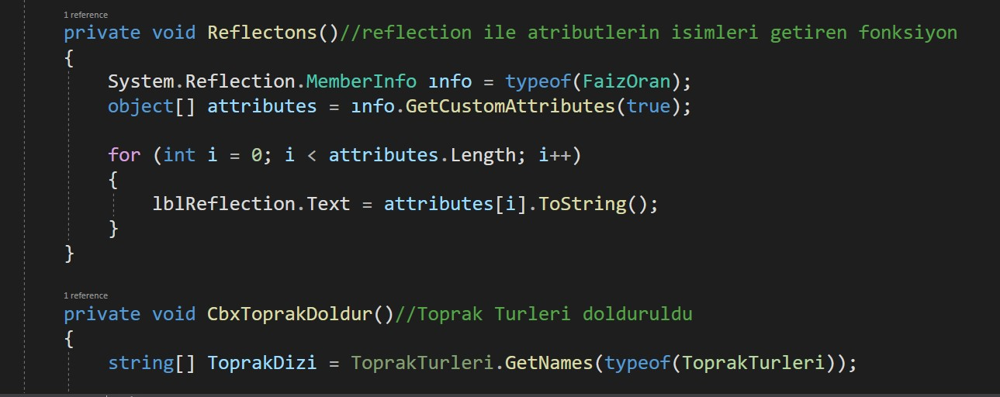 1 reference
private void Reflectons()//reflection ile atributlerin isimleri getiren fonksiyon
{
System.Reflection.MemberInfo ınfo = typeof(FaizOran);
object[] attributes = ınfo.GetCustomAttributes(true);
for (int i = 0; i < attributes.Length; i++)
{
lblReflection.Text = attributes[i].ToString();
}
}
1 reference
private void CbxToprakDoldur()//Toprak Turleri dolduruldu
{
string[] ToprakDizi = ToprakTurleri.GetNames(typeof(ToprakTurleri));